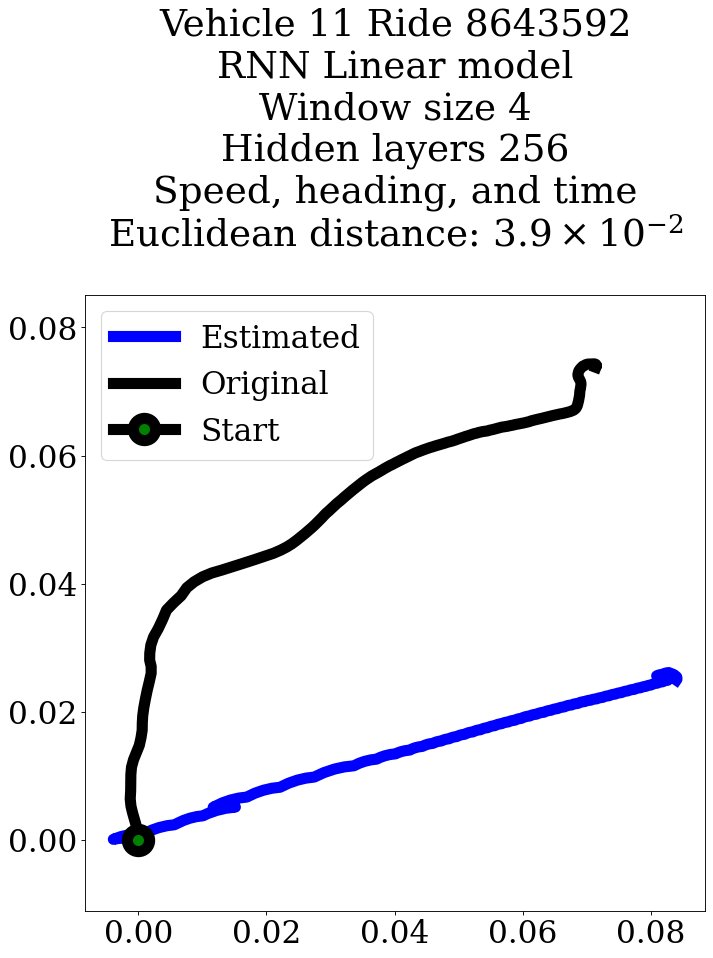 Vehicle 11 Ride 8643592
RNN Linear model
Window size 4
Hidden layers 256
Speed, heading, and time
Euclidean distance: 3.9 × 10⁻²
Estimated
Original
Start
0.08
0.06
0.04
0.02
0.00
0.00 0.02 0.04 0.06 0.08